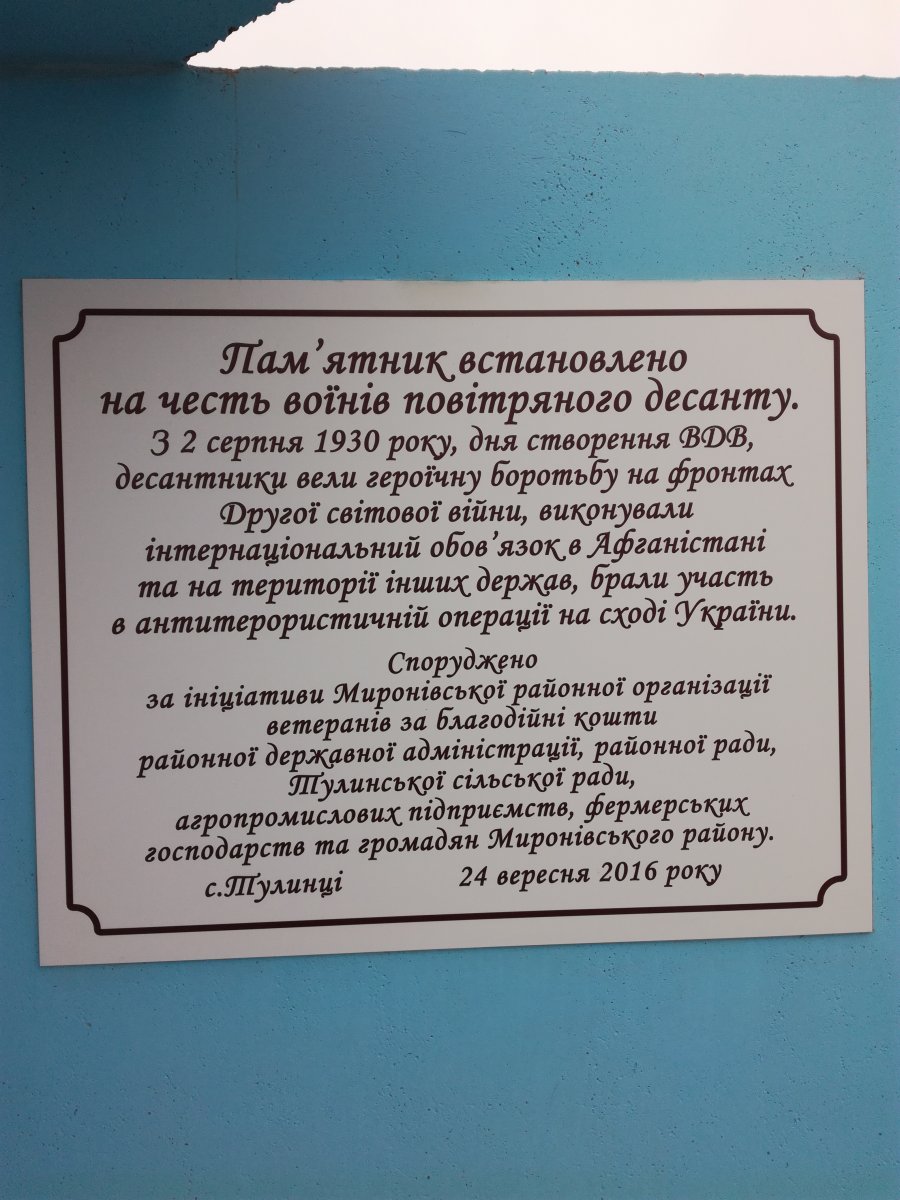 Пам’ятник встановлено
на честь воїнів повітряного десанту.
З 2 серпня 1930 року, дня створення ВДВ,
десантники вели героїчну боротьбу на фронтах
Другої світової війни, виконували
інтернаціональний обов’язок в Афганістані
та на території інших держав, брали участь
в антитерористичній операції на сході України.
Споруджено
за ініціативи Миронівської районної організації
ветеранів за благодійні кошти
районної державної адміністрації, районної ради,
Тулинської сільської ради,
агропромислових підприємств, фермерських
господарств та громадян Миронівського району.
с.Тулинці 24 вересня 2016 року